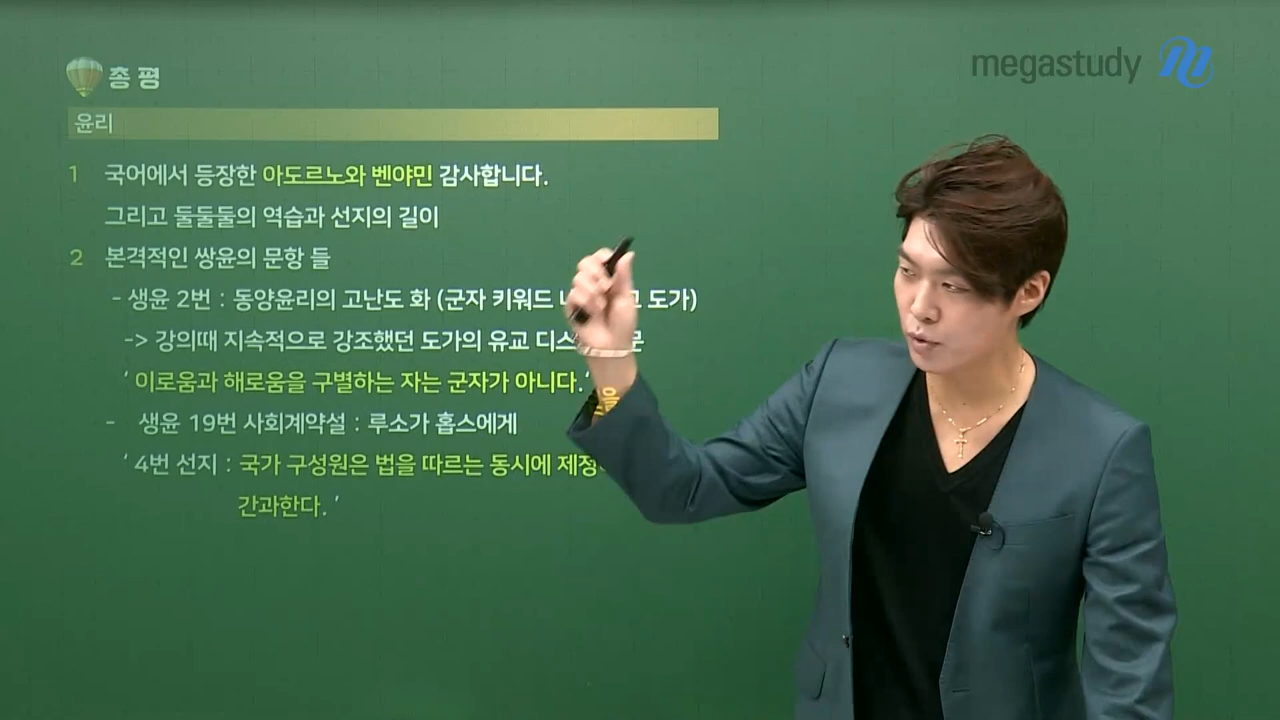 megastudy
총 평
윤리
1 국어에서 등장한 아도르노와 벤야민 감사합니다.
그리고 둘둘둘의 역습과 선지의 길이
2 본격적인 쌍윤의 문항 들
- 생윤 2번 : 동양윤리의 고난도 화 (군자 키워드 도가)
-> 강의때 지속적으로 강조했던 도가의 유교
' 이로움과 해로움을 구별하는 자는 군자가 아니다.'
- 생윤 19번 사회계약설 : 루소가 홉스에게
' 4번 선지 : 국가 구성원은 법을 따르는 동시에
간과한다. '